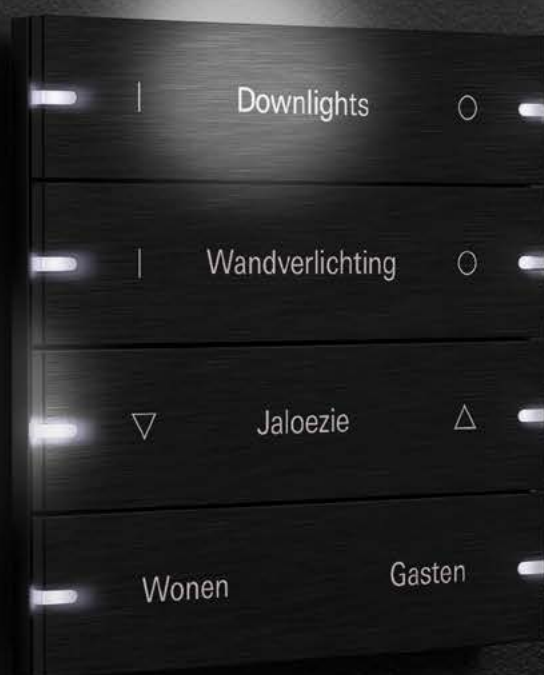 | Downlights ○
| Wandverlichting ○
▽ Jaloezie △
Wonen Gasten